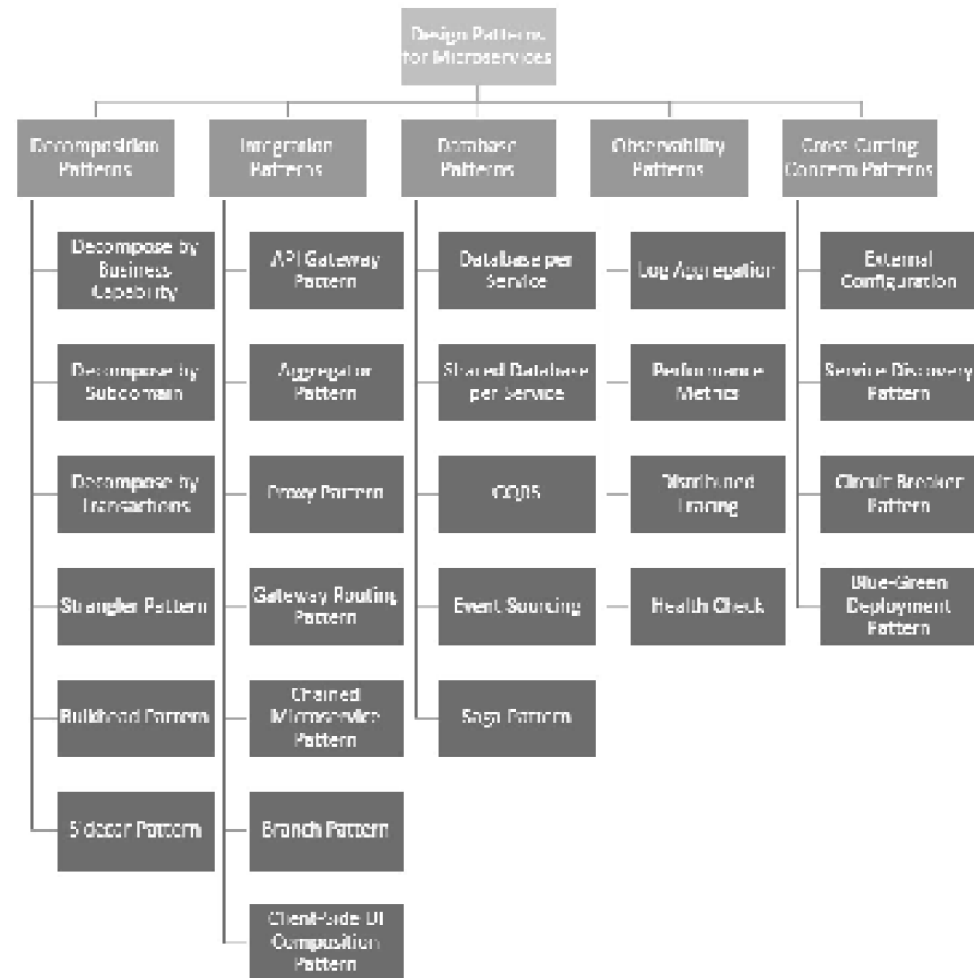 Design Patterns
for Microservices
Decomposition
Patterns
Integration
Patterns
Database
Patterns
Observability
Patterns
Cross-Cutting
Concern Patterns
Decompose by
Business
Capability
Decompose by
Subdomain
Decompose by
Transactions
Strangler Pattern
Bulkhead Pattern
Sidecar Pattern
API Gateway
Pattern
Aggregator
Pattern
Proxy Pattern
Gateway Routing
Pattern
Chained
Microservice
Pattern
Branch Pattern
Client-Side UI
Composition
Pattern
Database per
Service
Shared Database
per Service
CQRS
Event Sourcing
Saga Pattern
Log Aggregation
Performance
Metrics
Distributed
Tracing
Health Check
External
Configuration
Service Discovery
Pattern
Circuit Breaker
Pattern
Blue-Green
Deployment
Pattern